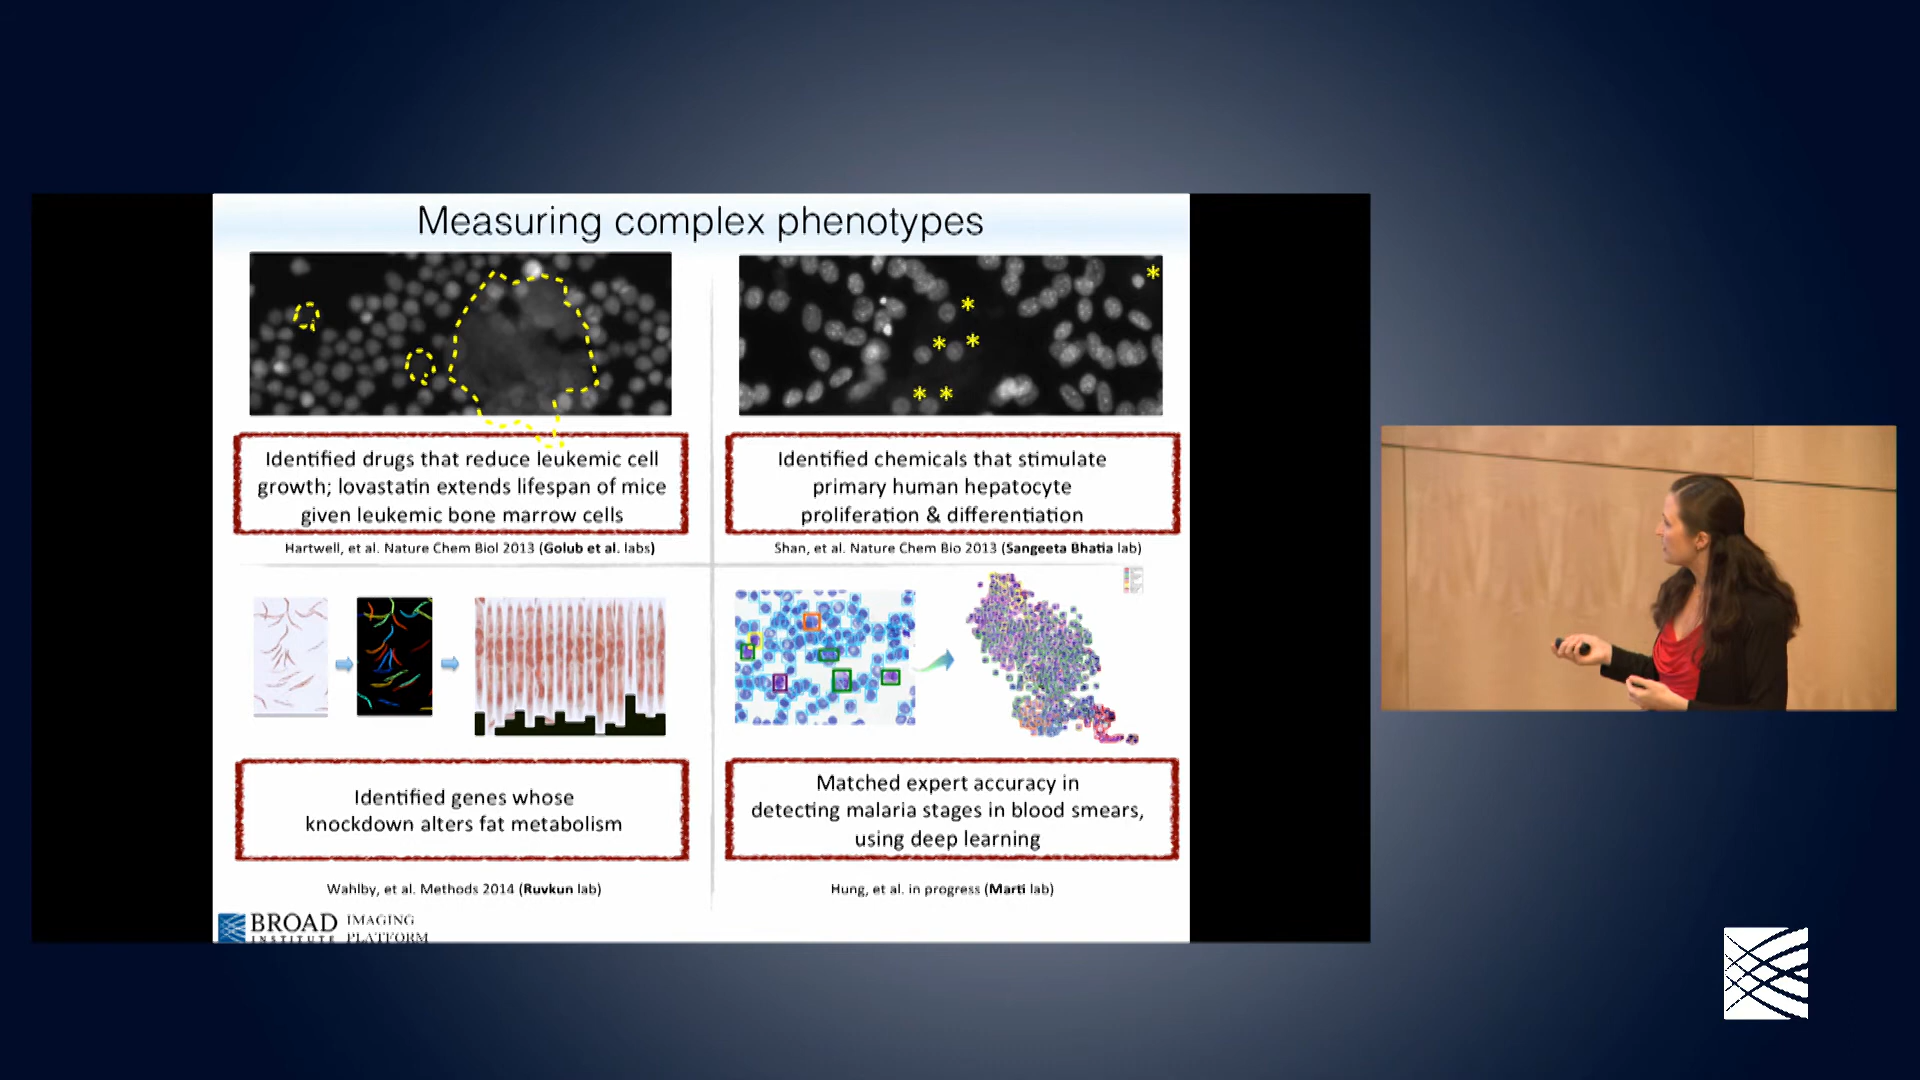 Measuring complex phenotypes
Identified drugs that reduce leukemic cell
growth; lovastatin extends lifespan of mice
given leukemic bone marrow cells
Hartwell, et al. Nature Chem Biol 2013 (Golub et al. labs)
Identified chemicals that stimulate
primary human hepatocyte
proliferation & differentiation
Shan, et al. Nature Chem Bio 2013 (Sangeeta Bhatia lab)
Identified genes whose
knockdown alters fat metabolism
Wahlby, et al. Methods 2014 (Ruvkun lab)
Matched expert accuracy in
detecting malaria stages in blood smears,
using deep learning
Hung, et al. in progress (Marti lab)
BROAD
INSTITUTE
IMAGING
PLATFORM